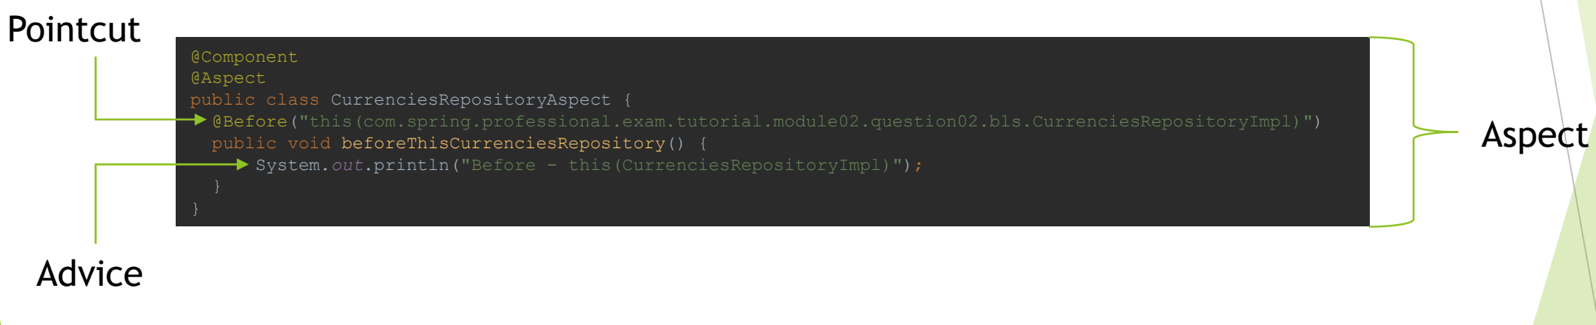 Pointcut
@Component
@Aspect
public class CurrenciesRepositoryAspect {
@Before("this(com.spring.professional.exam.tutorial.module02.question02.bls.CurrenciesRepositoryImpl)")
public void beforeThisCurrenciesRepository() {
System.out.println("Before - this(CurrenciesRepositoryImpl)");
}
}
Aspect
Advice